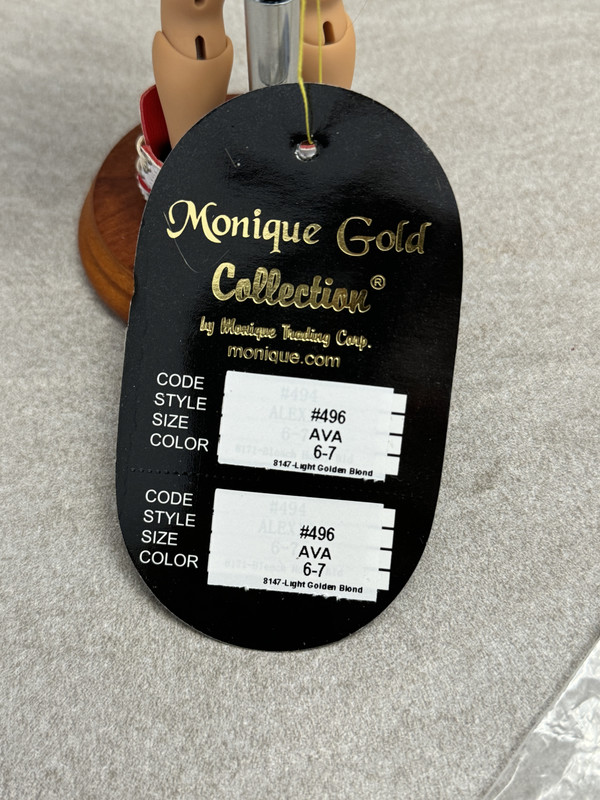 Monique Gold
Collection®
by Monique Trading Corp.
monique.com
CODE #496
STYLE AVA
SIZE 6-7
COLOR 8147-Light Golden Blond
CODE #496
STYLE AVA
SIZE 6-7
COLOR 8147-Light Golden Blond